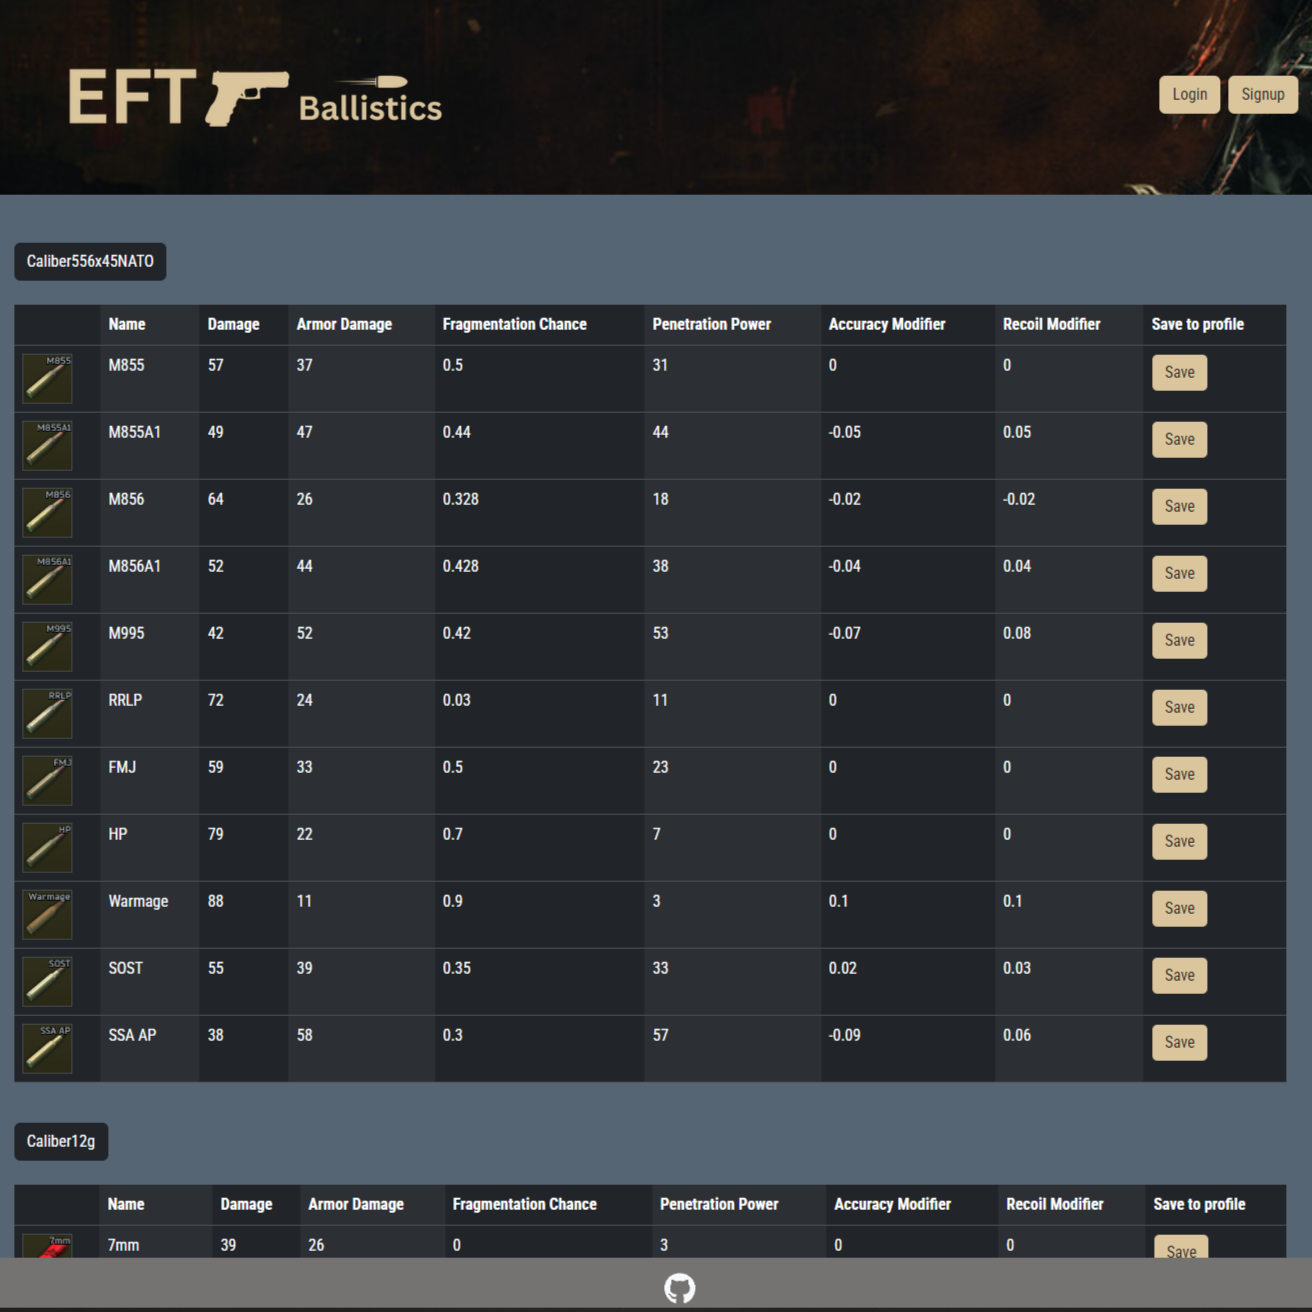 EFT Ballistics
Login Signup
Caliber556x45NATO
Name Damage Armor Damage Fragmentation Chance Penetration Power Accuracy Modifier Recoil Modifier Save to profile
M855 M855 57 37 0.5 31 0 0 Save
M855A1 M855A1 49 47 0.44 44 -0.05 0.05 Save
M856 M856 64 26 0.328 18 -0.02 -0.02 Save
M856A1 M856A1 52 44 0.428 38 -0.04 0.04 Save
M995 M995 42 52 0.42 53 -0.07 0.08 Save
RRLP RRLP 72 24 0.03 11 0 0 Save
FMJ FMJ 59 33 0.5 23 0 0 Save
HP HP 79 22 0.7 7 0 0 Save
Warmage Warmage 88 11 0.9 3 0.1 0.1 Save
SOST SOST 55 39 0.35 33 0.02 0.03 Save
SSA AP SSA AP 38 58 0.3 57 -0.09 0.06 Save
Caliber12g
Name Damage Armor Damage Fragmentation Chance Penetration Power Accuracy Modifier Recoil Modifier Save to profile
7mm 7mm 39 26 0 3 0 0 Save